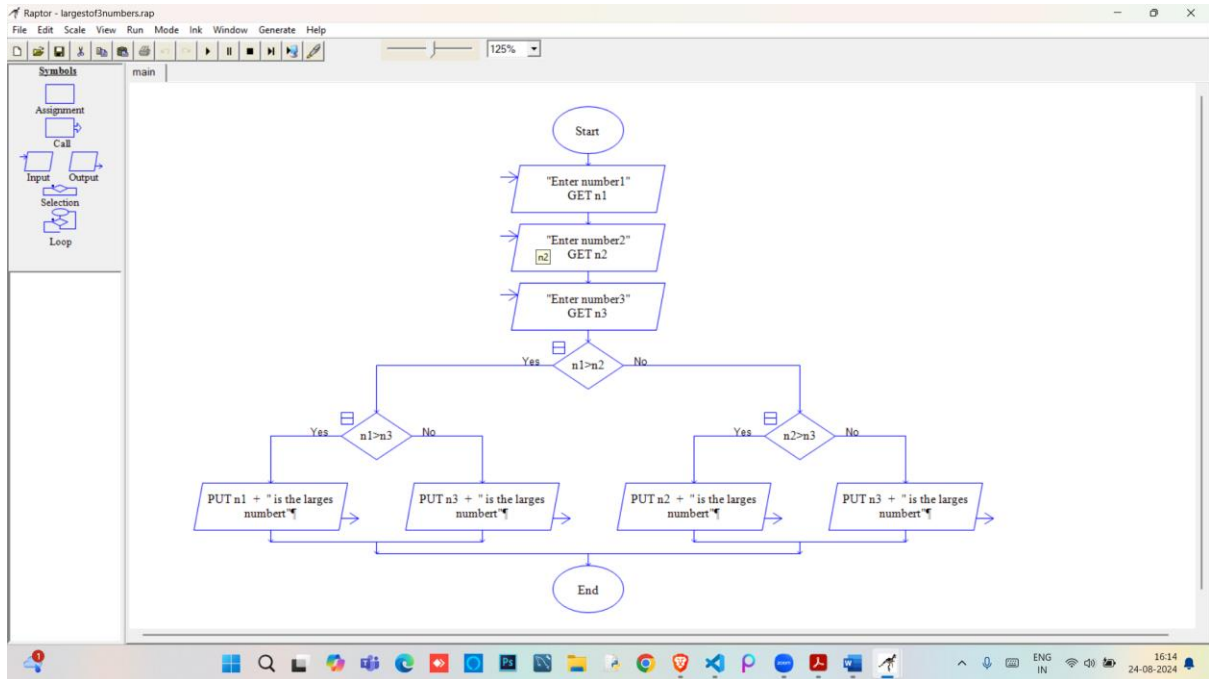 Raptor - largestof3numbers.rap
File Edit Scale View Run Mode Ink Window Generate Help
125%
Symbols
Assignment
Call
Input Output
Selection
Loop
main
Start
"Enter number1"
GET n1
"Enter number2"
GET n2
n2
"Enter number3"
GET n3
Yes n1>n2 No
Yes n1>n3 No
Yes n2>n3 No
PUT n1 + " is the larges
numbert"¶
PUT n3 + " is the larges
numbert"¶
PUT n2 + " is the larges
numbert"¶
PUT n3 + " is the larges
numbert"¶
End
1
Ps
zoom
ENG
IN
16:14
24-08-2024